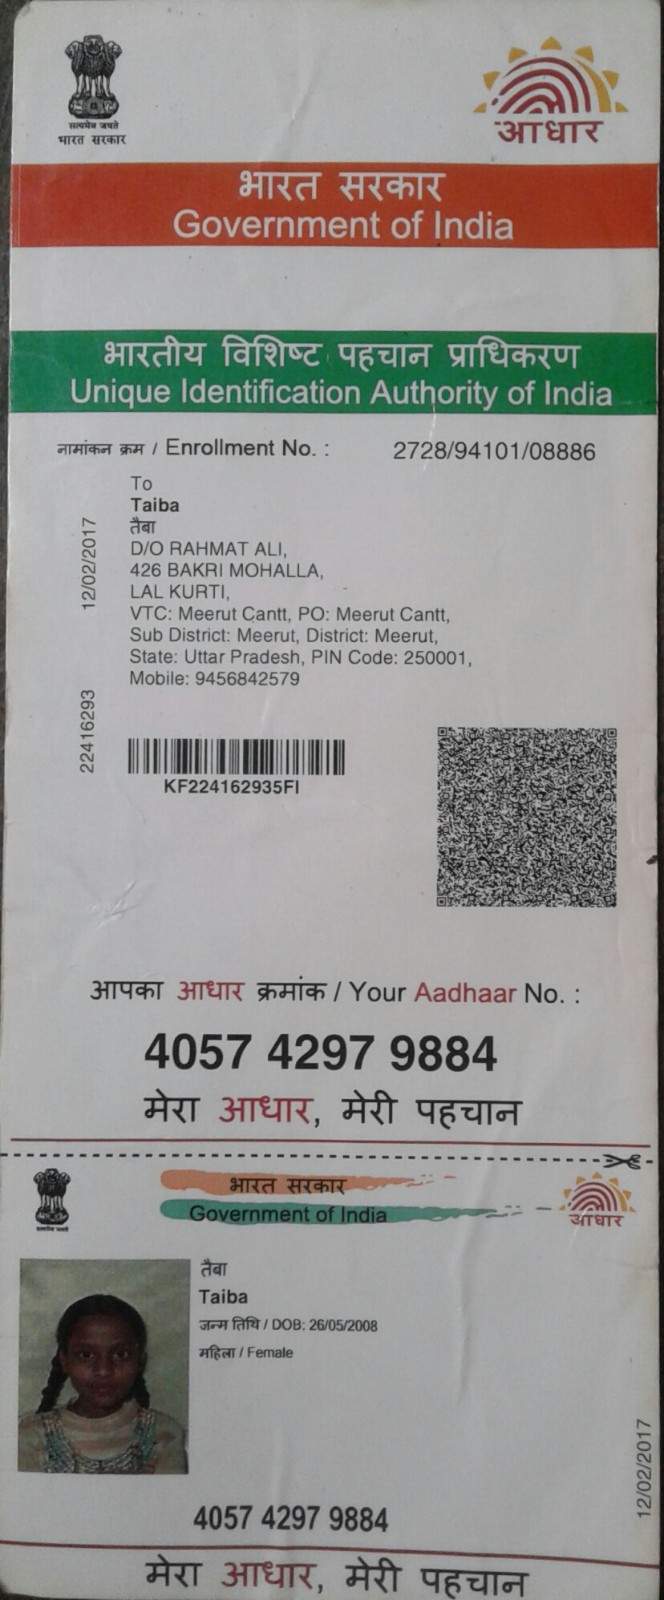 सत्यमेव जयते
भारत सरकार
आधार
भारत सरकार
Government of India
भारतीय विशिष्ट पहचान प्राधिकरण
Unique Identification Authority of India
नामांकन क्रम / Enrollment No. : 2728/94101/08886
To
Taiba
तैबा
D/O RAHMAT ALI,
426 BAKRI MOHALLA,
LAL KURTI,
VTC: Meerut Cantt, PO: Meerut Cantt,
Sub District: Meerut, District: Meerut,
State: Uttar Pradesh, PIN Code: 250001,
Mobile: 9456842579
12/02/2017
22416293
KF224162935FI
आपका आधार क्रमांक / Your Aadhaar No. :
4057 4297 9884
मेरा आधार, मेरी पहचान
भारत सरकार
Government of India
आधार
तैबा
Taiba
जन्म तिथि / DOB: 26/05/2008
महिला / Female
12/02/2017
4057 4297 9884
मेरा आधार, मेरी पहचान